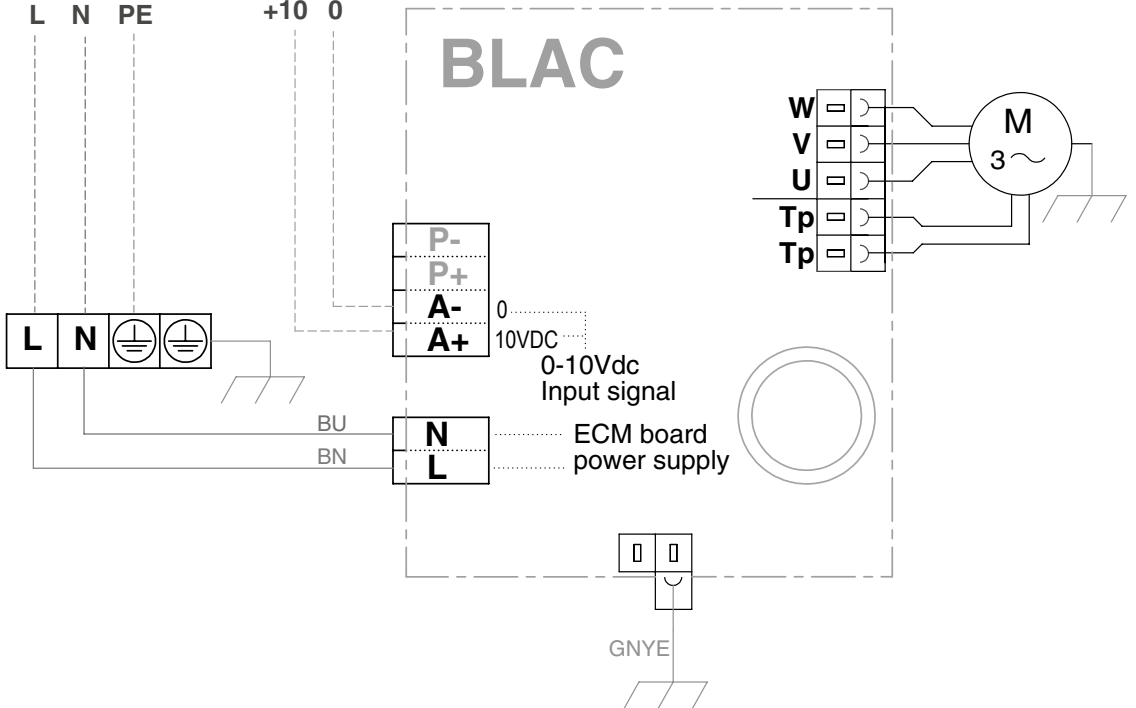 L N PE
+10 0
BLAC
W
V
U
Tp
Tp
M
3
P-
P+
A-
A+
0
10VDC
0-10Vdc
Input signal
L N
BU
BN
N
L
ECM board
power supply
GNYE